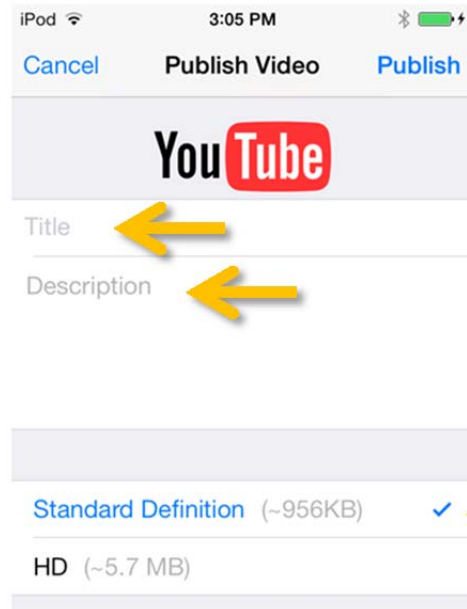 iPod 3:05 PM
Cancel Publish Video Publish
YouTube
Title
Description
Standard Definition (~956KB)
HD (~5.7 MB)